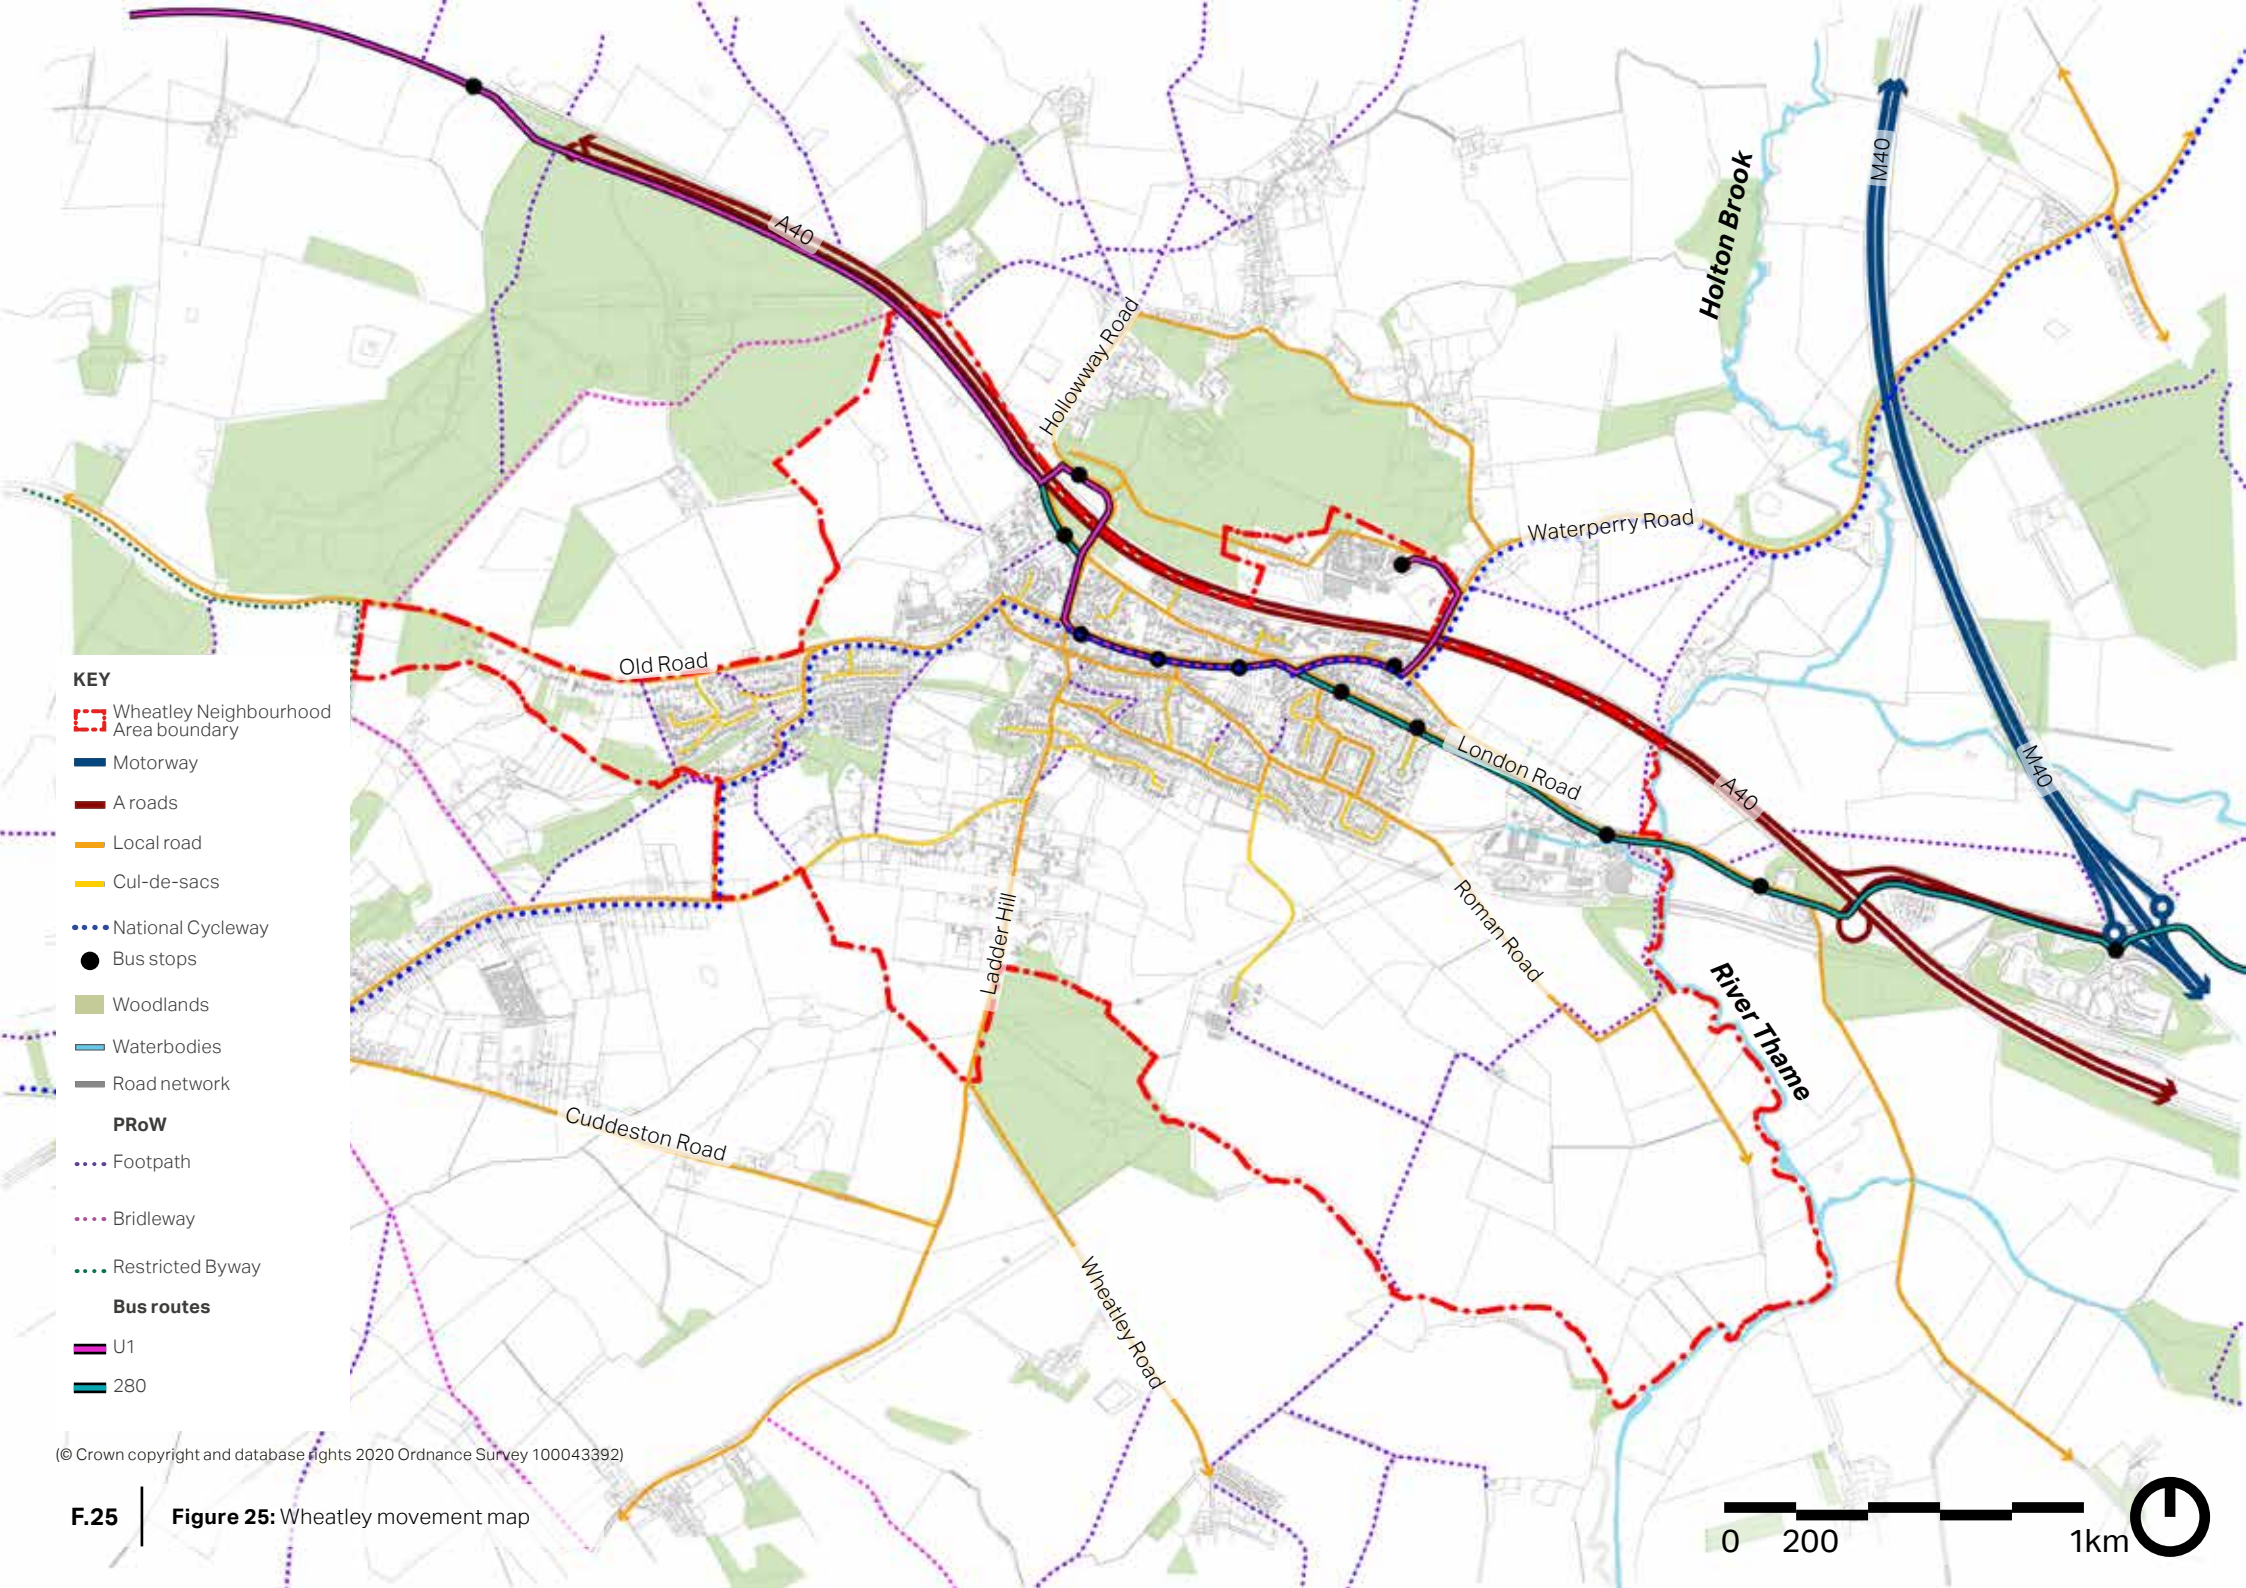 A40
M40
Holton Brook
Hollowway Road
Waterperry Road
Old Road
London Road
A40
M40
Ladder Hill
Roman Road
River Thame
Cuddeston Road
Wheatley Road
KEY
Wheatley Neighbourhood
Area boundary
Motorway
A roads
Local road
Cul-de-sacs
National Cycleway
Bus stops
Woodlands
Waterbodies
Road network
PRoW
Footpath
Bridleway
Restricted Byway
Bus routes
U1
280
(© Crown copyright and database rights 2020 Ordnance Survey 100043392)
F.25 Figure 25: Wheatley movement map
0 200 1km